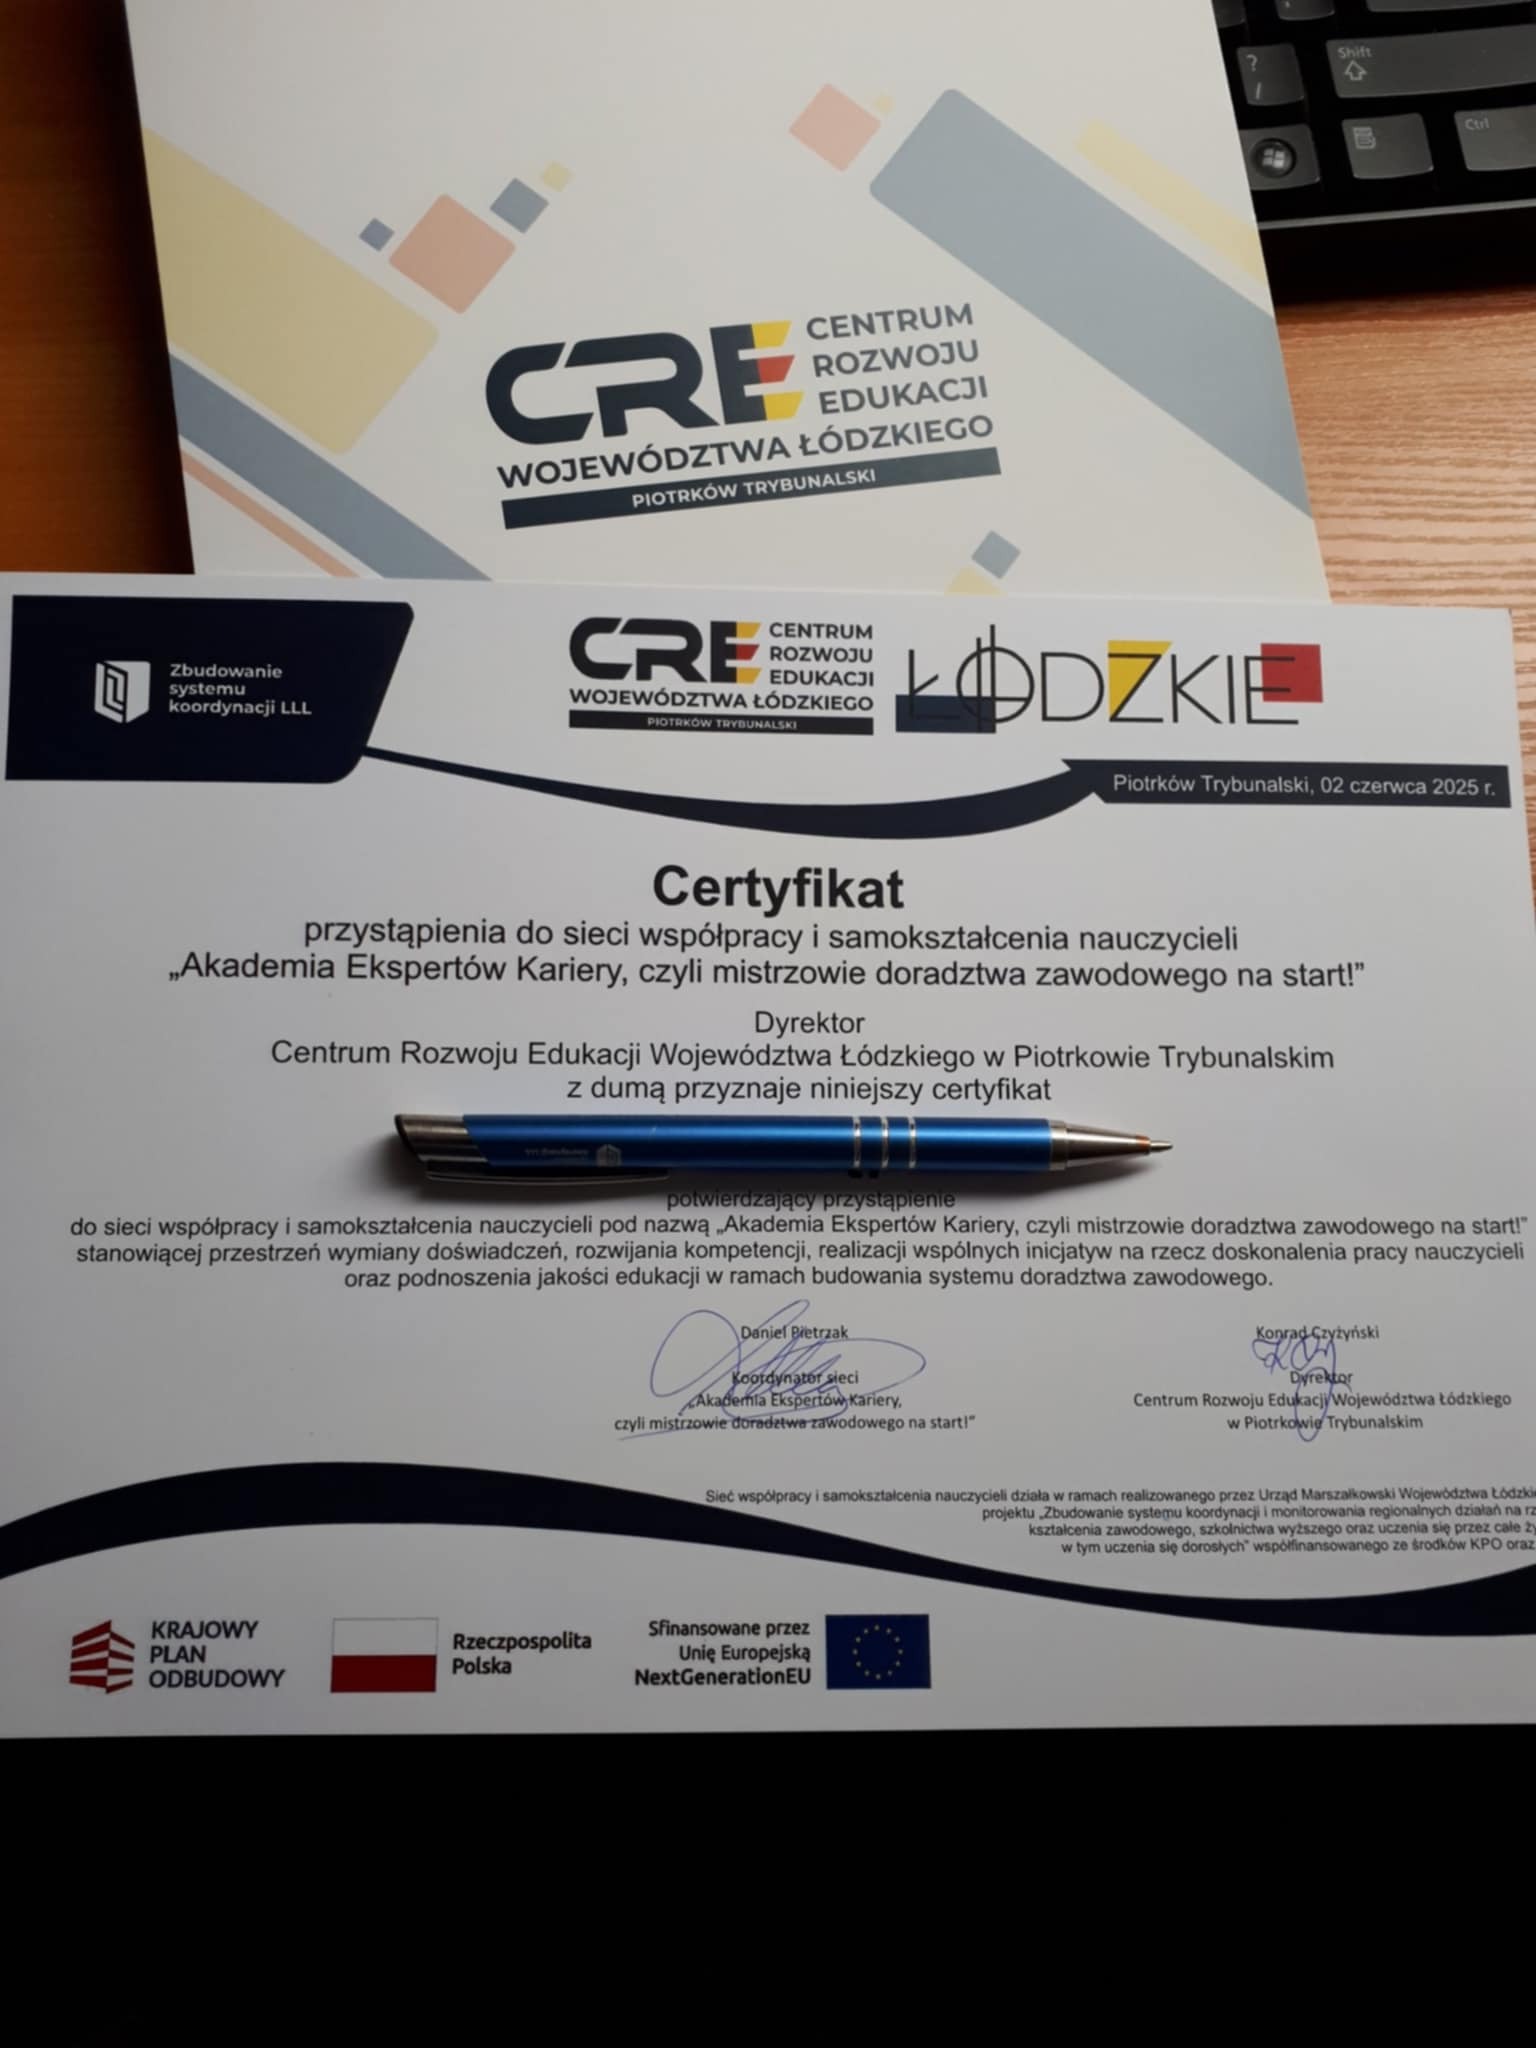 ?
/
Shift
Ctrl
CRE CENTRUM
ROZWOJU
EDUKACJI
WOJEWÓDZTWA ŁÓDZKIEGO
PIOTRKÓW TRYBUNALSKI
Zbudowanie
systemu
koordynacji LLL
CRE CENTRUM
ROZWOJU
EDUKACJI
WOJEWÓDZTWA ŁÓDZKIEGO
PIOTRKÓW TRYBUNALSKI
ŁÓDZKIE
Piotrków Trybunalski, 02 czerwca 2025 r.
Certyfikat
przystąpienia do sieci współpracy i samokształcenia nauczycieli
„Akademia Ekspertów Kariery, czyli mistrzowie doradztwa zawodowego na start!”
Dyrektor
Centrum Rozwoju Edukacji Województwa Łódzkiego w Piotrkowie Trybunalskim
z dumą przyznaje niniejszy certyfikat
potwierdzający przystąpienie
do sieci współpracy i samokształcenia nauczycieli pod nazwą „Akademia Ekspertów Kariery, czyli mistrzowie doradztwa zawodowego na start!”
stanowiącej przestrzeń wymiany doświadczeń, rozwijania kompetencji, realizacji wspólnych inicjatyw na rzecz doskonalenia pracy nauczycieli
oraz podnoszenia jakości edukacji w ramach budowania systemu doradztwa zawodowego.
Daniel Pietrzak
Koordynator sieci
„Akademia Ekspertów Kariery,
czyli mistrzowie doradztwa zawodowego na start!”
Konrad Czyżyński
Dyrektor
Centrum Rozwoju Edukacji Województwa Łódzkiego
w Piotrkowie Trybunalskim
Sieć współpracy i samokształcenia nauczycieli działa w ramach realizowanego przez Urząd Marszałkowski Województwa
projektu „Zbudowanie systemu koordynacji i monitorowania regionalnych działań na
kształcenia zawodowego, szkolnictwa wyższego oraz uczenia się przez całe
w tym uczenia się dorosłych” współfinansowanego ze środków KPO oraz
KRAJOWY
PLAN
ODBUDOWY
Rzeczpospolita
Polska
Sfinansowane przez
Unię Europejską
NextGenerationEU